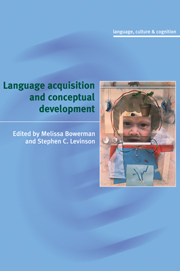 language, culture & cognition
Language acquisition
and conceptual
development
Edited by Melissa Bowerman
and Stephen C. Levinson